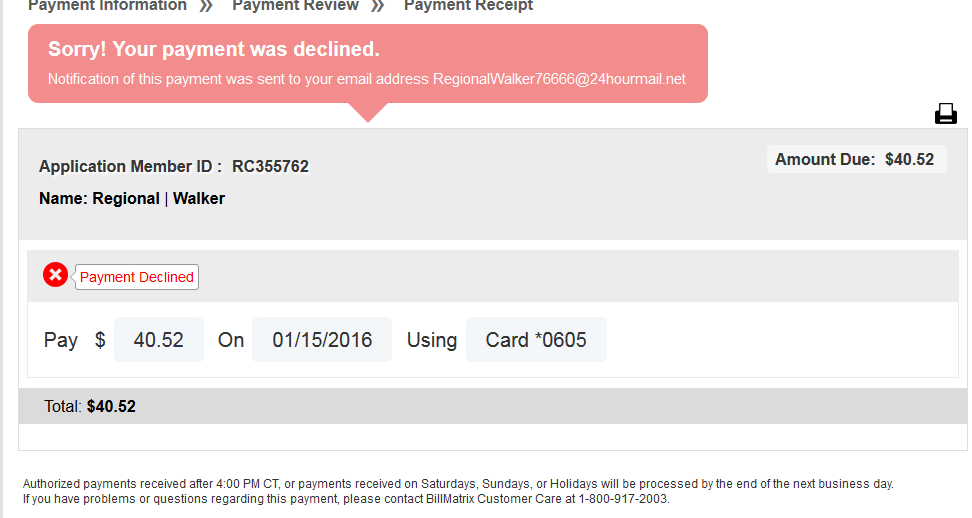 Payment Information » Payment Review » Payment Receipt
Sorry! Your payment was declined.
Notification of this payment was sent to your email address RegionalWalker76666@24hourmail.net
Application Member ID : RC355762
Amount Due: $40.52
Name: Regional | Walker
Payment Declined
Pay $ 40.52 On 01/15/2016 Using Card *0605
Total: $40.52
Authorized payments received after 4:00 PM CT, or payments received on Saturdays, Sundays, or Holidays will be processed by the end of the next business day.
If you have problems or questions regarding this payment, please contact BillMatrix Customer Care at 1-800-917-2003.